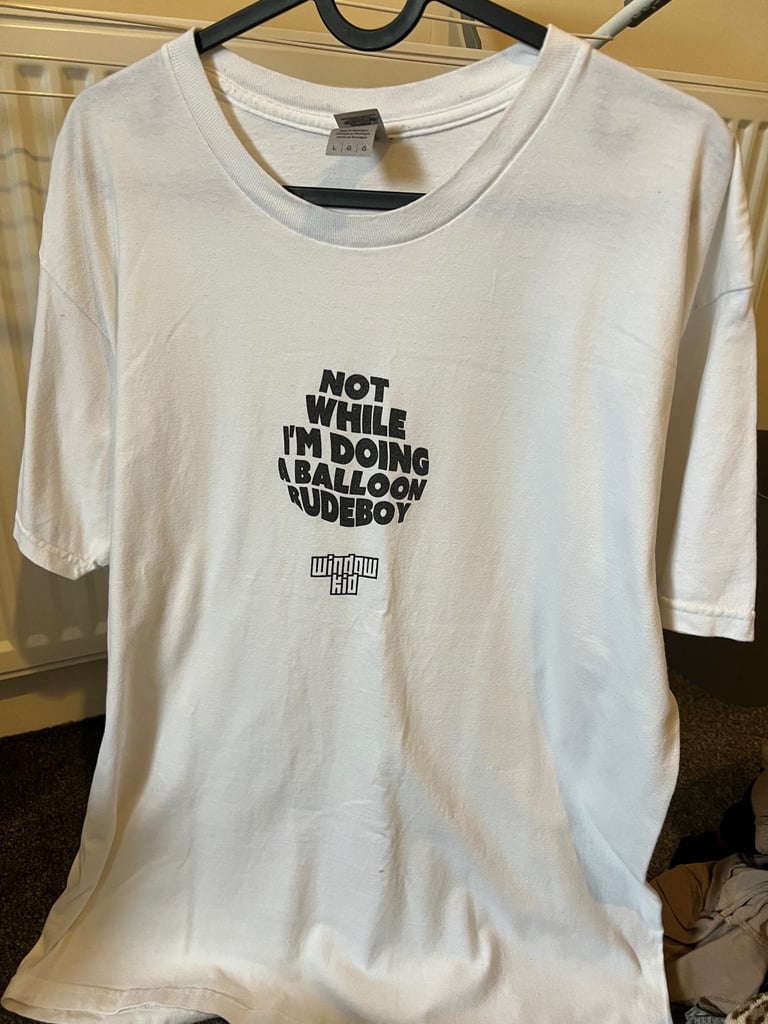 L G G
NOT
WHILE
I'M DOING
A BALLOON
RUDEBOY
window
kid